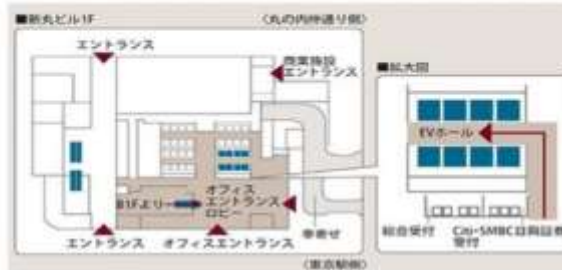 ■新丸ビル1F
〈丸の内仲通り側〉
エントランス
商業施設
エントランス
■拡大図
EVホール
B1Fより
オフィス
エントランス
ロビー
エントランス
オフィスエントランス
車寄せ
総合受付
Citi-SMBC日興証券
受付
〈東京駅側〉